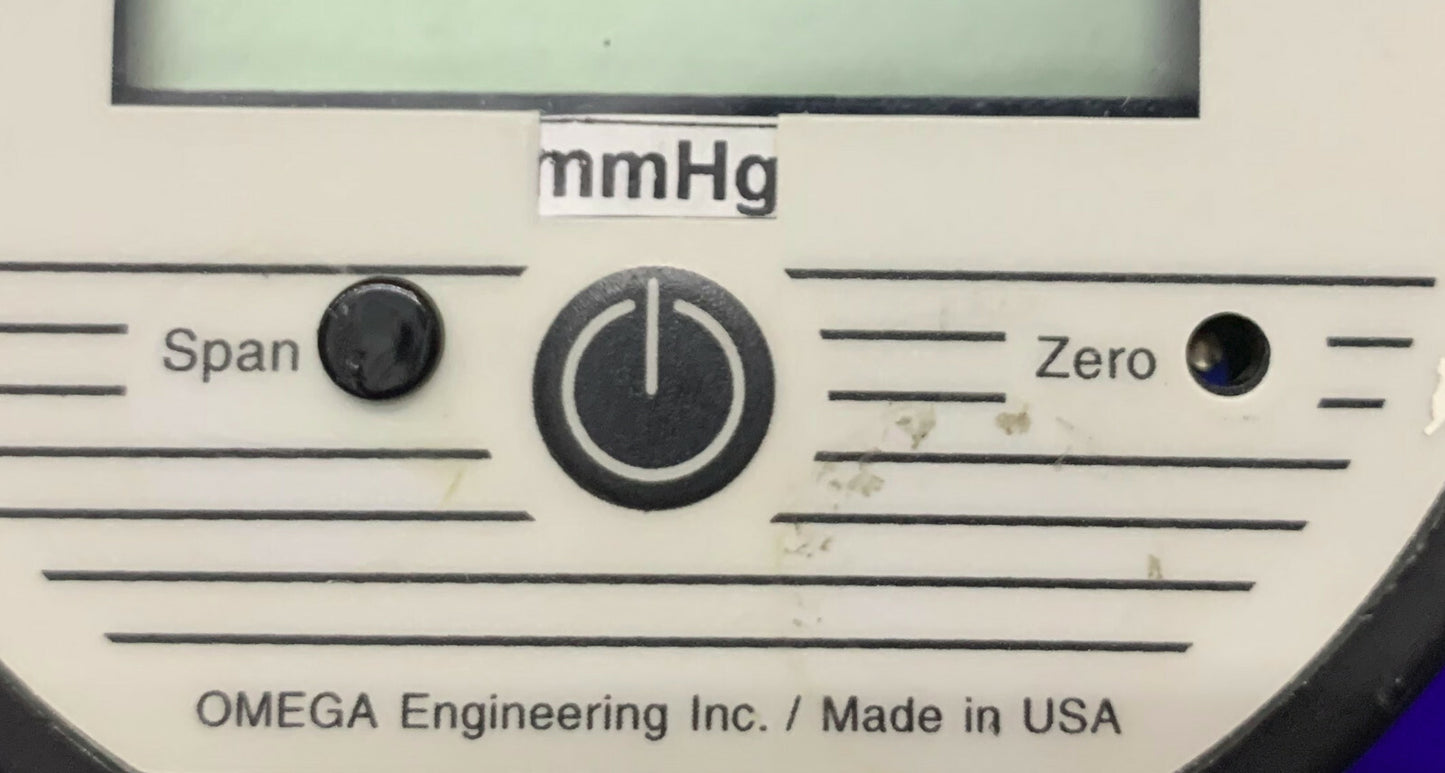 mmHg
Span
Zero
OMEGA Engineering Inc. / Made in USA